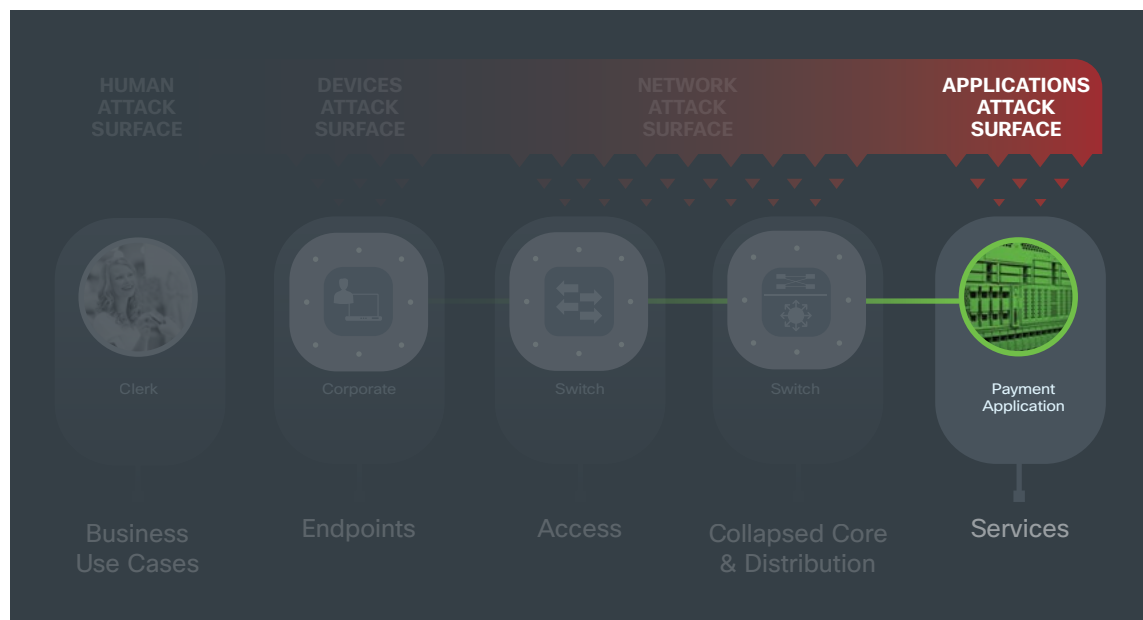 HUMAN
ATTACK
SURFACE
DEVICES
ATTACK
SURFACE
NETWORK
ATTACK
SURFACE
APPLICATIONS
ATTACK
SURFACE
Clerk
Corporate
Switch
Switch
Payment
Application
Business
Use Cases
Endpoints
Access
Collapsed Core
& Distribution
Services